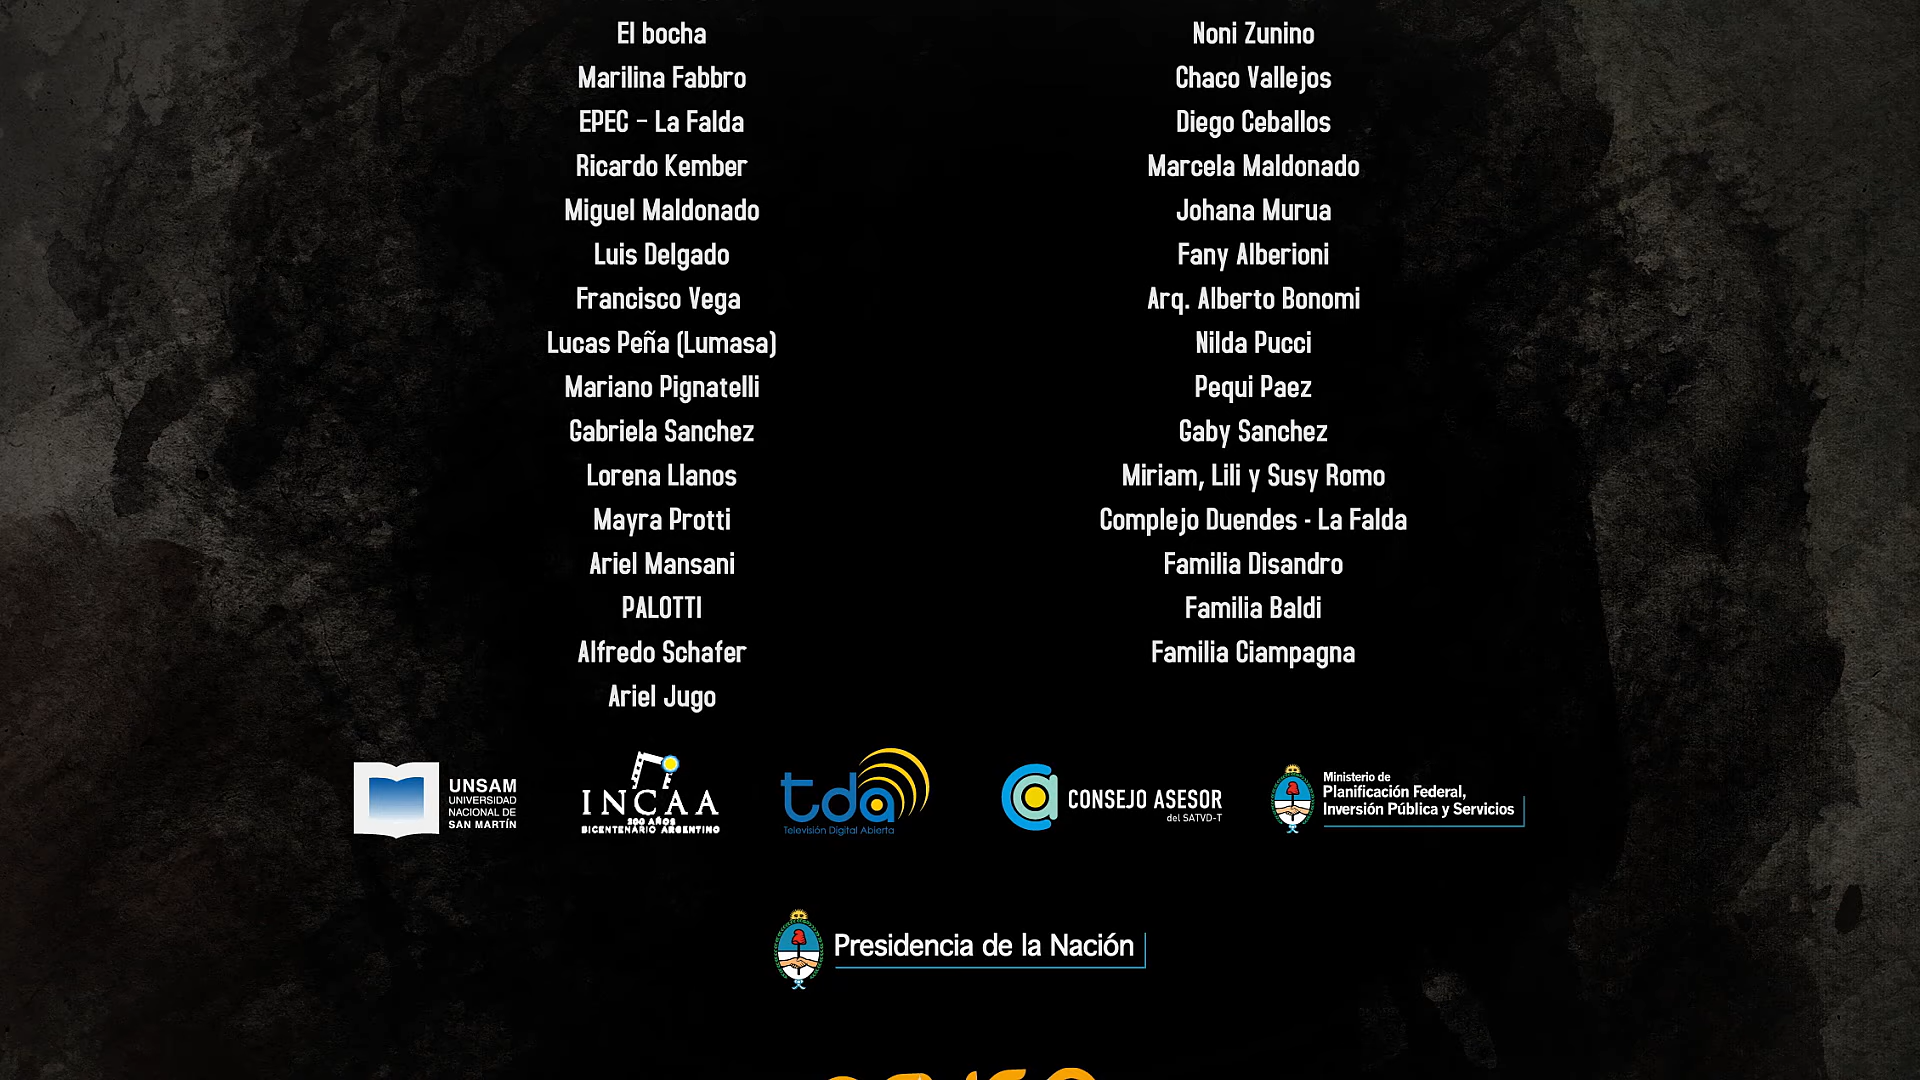 El bocha
Marilina Fabbro
EPEC – La Falda
Ricardo Kember
Miguel Maldonado
Luis Delgado
Francisco Vega
Lucas Peña (Lumasa)
Mariano Pignatelli
Gabriela Sanchez
Lorena Llanos
Mayra Protti
Ariel Mansani
PALOTTI
Alfredo Schafer
Ariel Jugo
Noni Zunino
Chaco Vallejos
Diego Ceballos
Marcela Maldonado
Johana Murua
Fany Alberioni
Arq. Alberto Bonomi
Nilda Pucci
Pequi Paez
Gaby Sanchez
Miriam, Lili y Susy Romo
Complejo Duendes - La Falda
Familia Disandro
Familia Baldi
Familia Ciampagna
UNSAM
UNIVERSIDAD
NACIONAL DE
SAN MARTÍN
INCAA
200 AÑOS
BICENTENARIO ARGENTINO
tda
Televisión Digital Abierta
ca
CONSEJO ASESOR
del SATVD-T
Ministerio de
Planificación Federal,
Inversión Pública y Servicios
Presidencia de la Nación